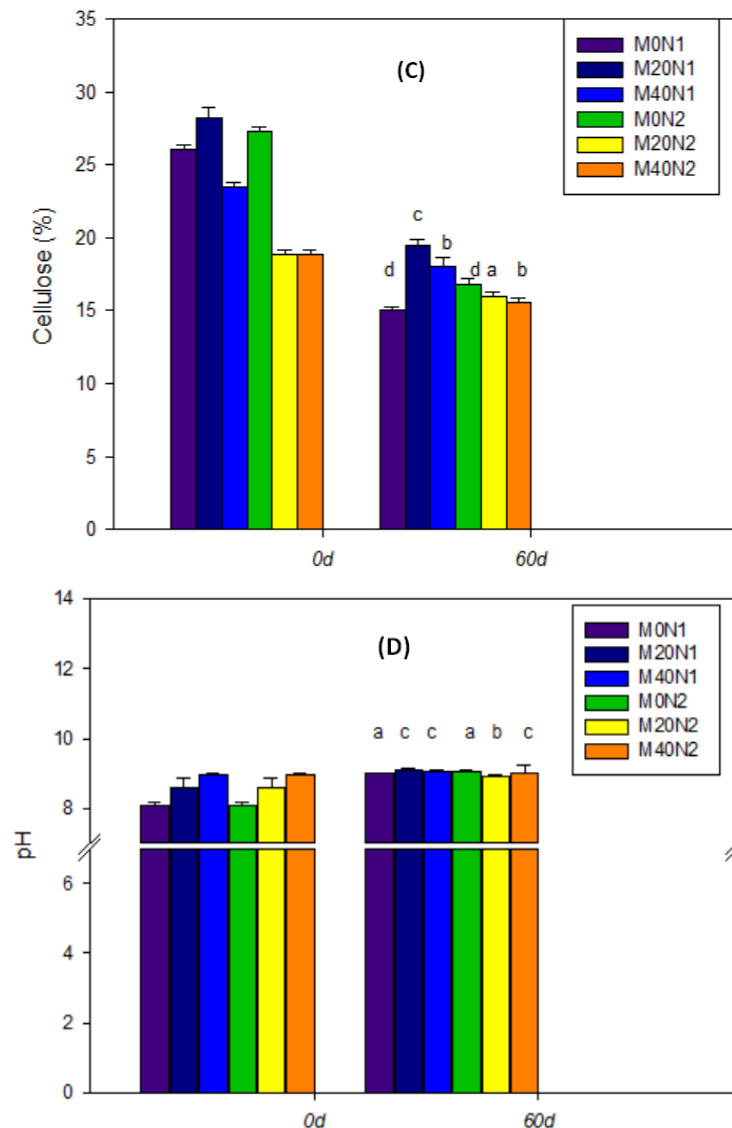 35
30
25
20
15
10
5
0
Cellulose (%)
(C)
M0N1
M20N1
M40N1
M0N2
M20N2
M40N2
d c b d a b
0d 60d
14
12
10
8
6
4
2
0
pH
(D)
M0N1
M20N1
M40N1
M0N2
M20N2
M40N2
a c c a b c
0d 60d